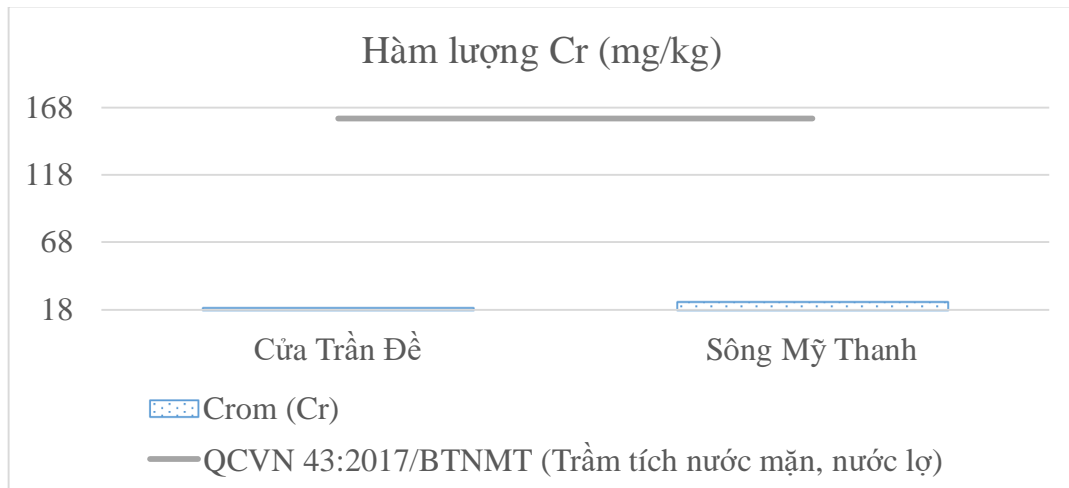 Hàm lượng Cr (mg/kg)
168
118
68
18
Cửa Trần Đề Sông Mỹ Thanh
Crom (Cr)
QCVN 43:2017/BTNMT (Trầm tích nước mặn, nước lợ)